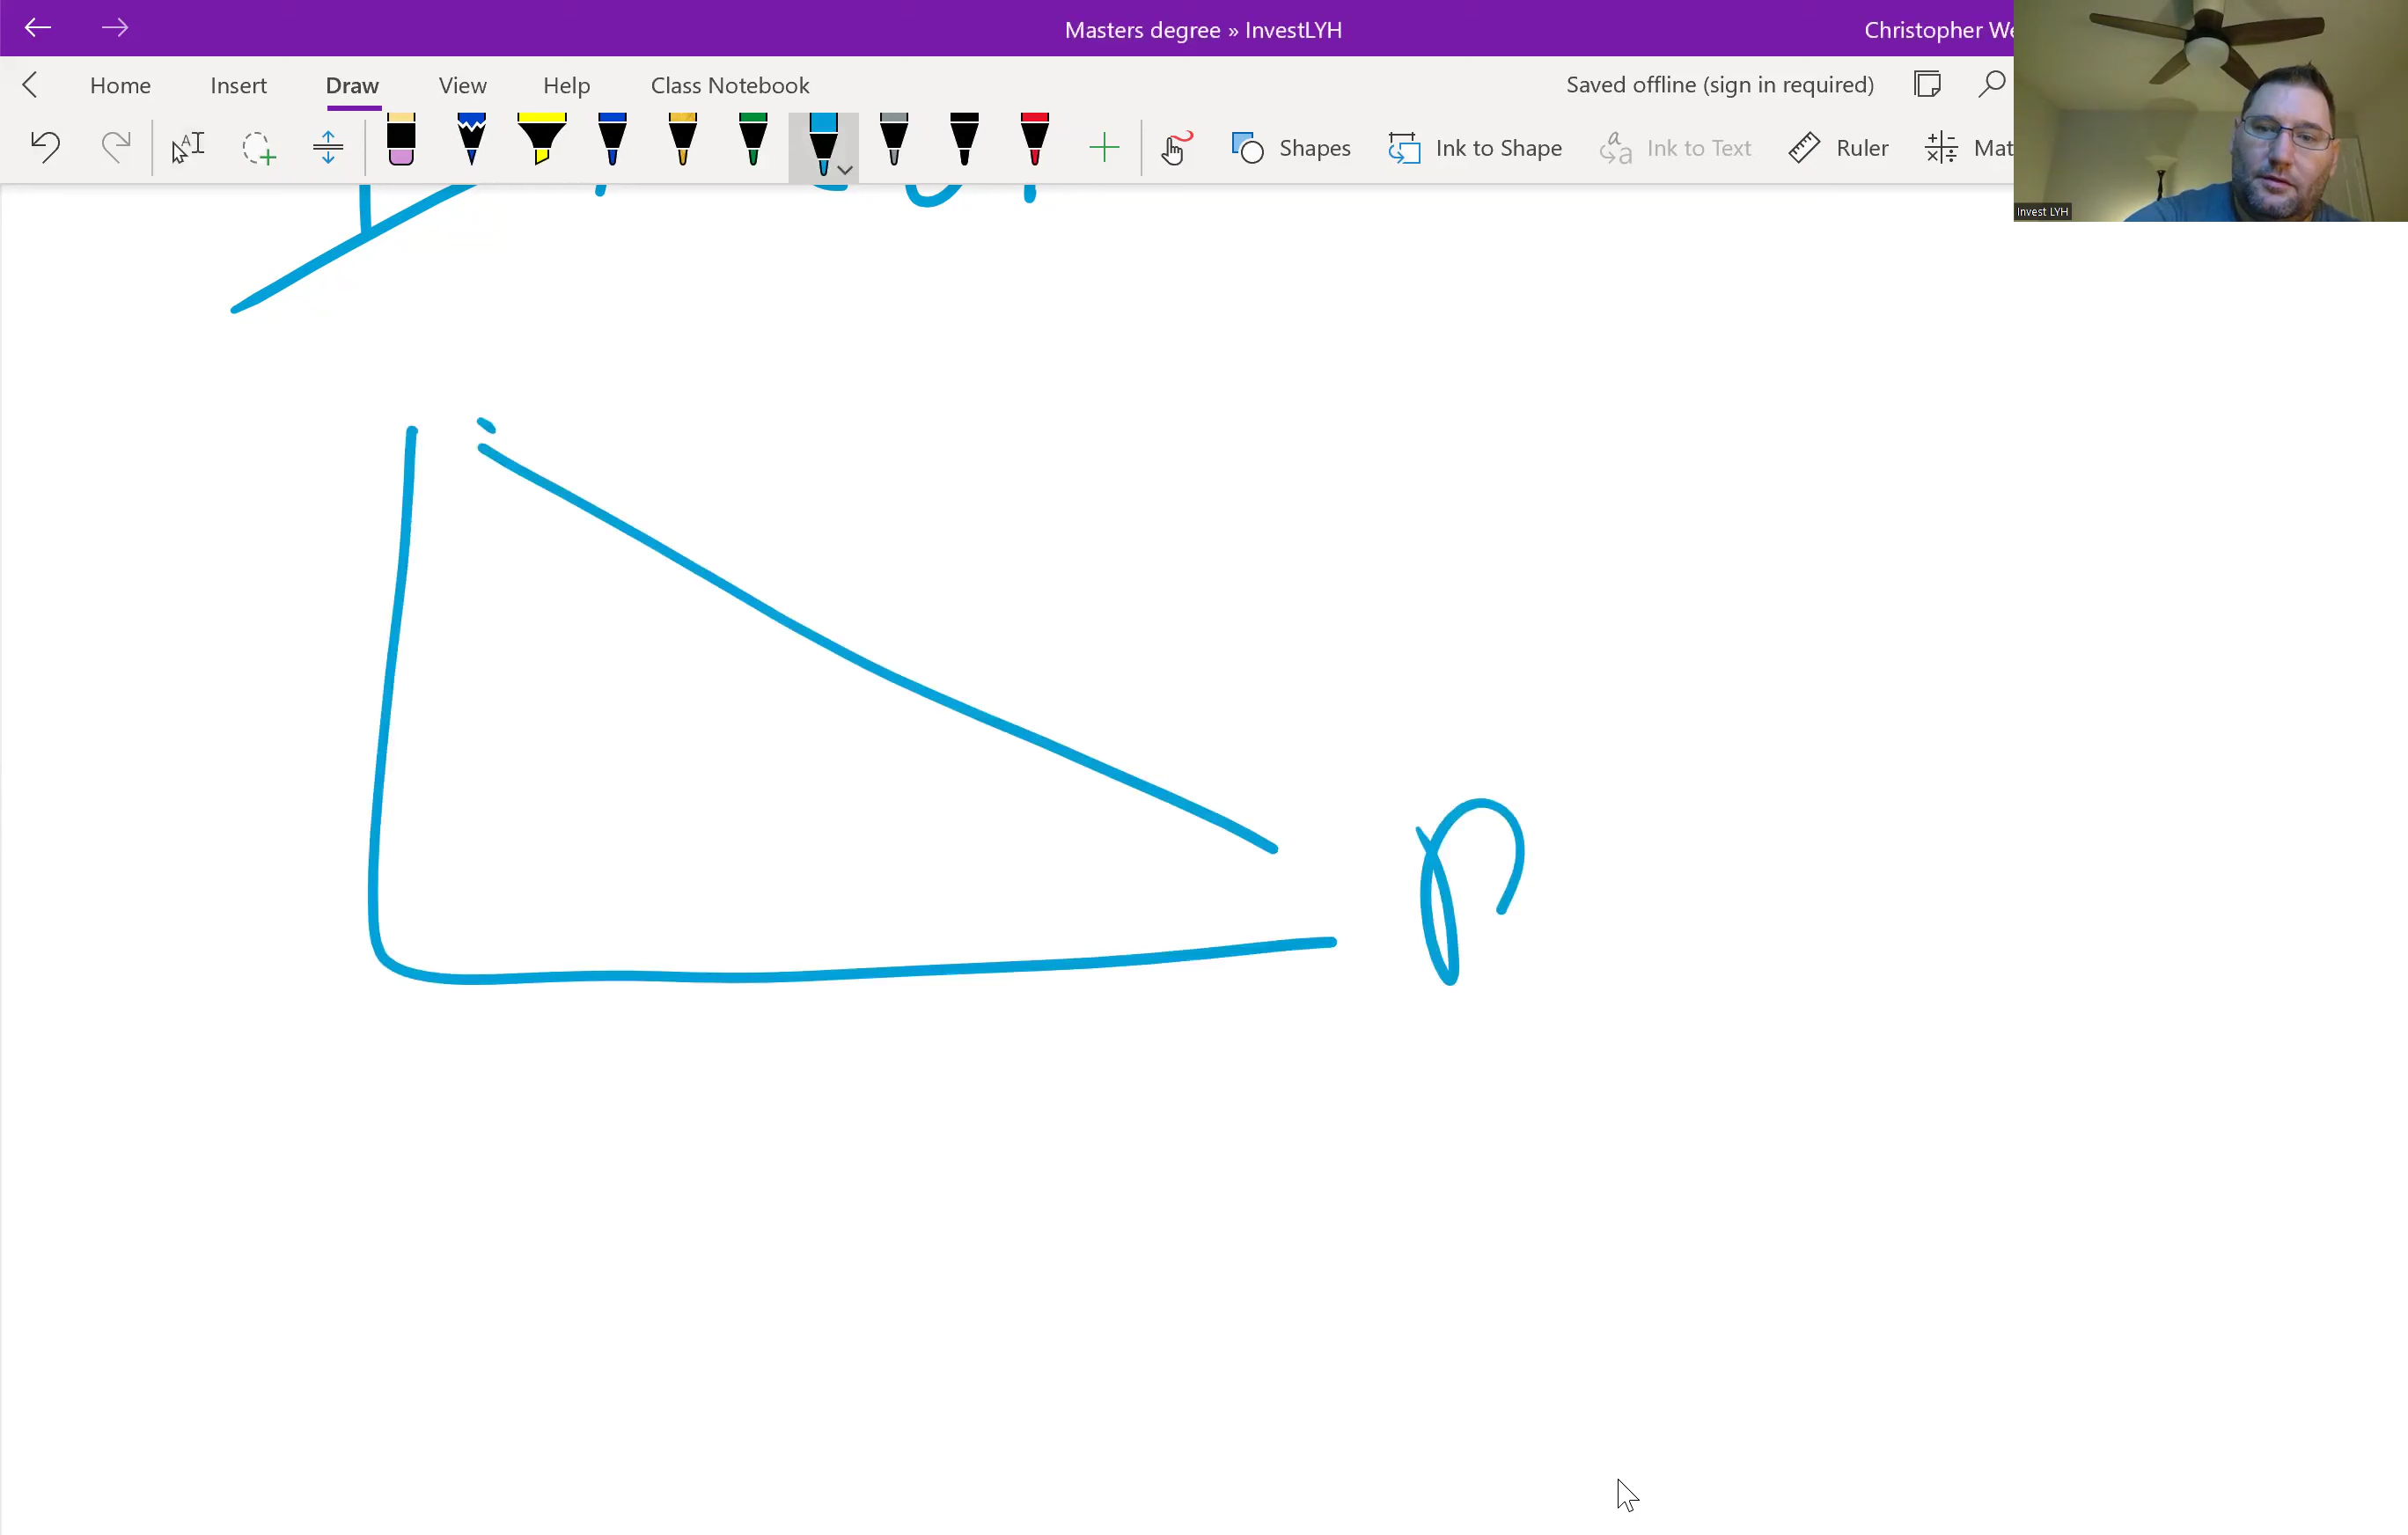 Masters degree » InvestLYH
Christopher We
Home Insert Draw View Help Class Notebook
Saved offline (sign in required)
Shapes Ink to Shape Ink to Text Ruler Mat
Invest LYH